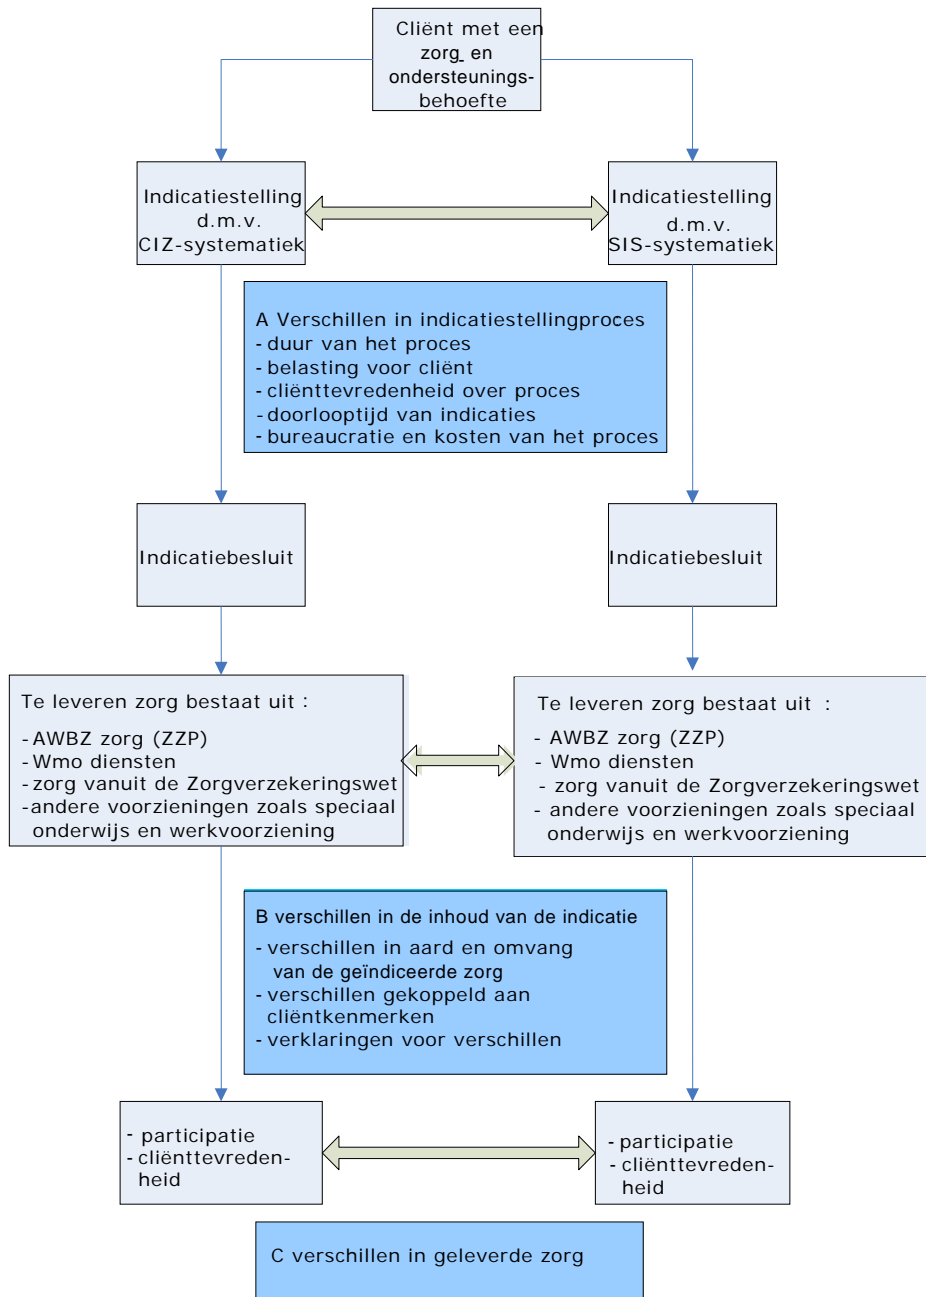 Cliënt met een
zorg en
ondersteunings-
behoefte
Indicatiestelling
d.m.v.
CIZ-systematiek
Indicatiestelling
d.m.v.
SIS-systematiek
A Verschillen in indicatiestellingproces
- duur van het proces
- belasting voor cliënt
- cliënttevredenheid over proces
- doorlooptijd van indicaties
- bureaucratie en kosten van het proces
Indicatiebesluit
Indicatiebesluit
Te leveren zorg bestaat uit :
- AWBZ zorg (ZZP)
- Wmo diensten
- zorg vanuit de Zorgverzekeringswet
- andere voorzieningen zoals speciaal
onderwijs en werkvoorziening
Te leveren zorg bestaat uit :
- AWBZ zorg (ZZP)
- Wmo diensten
- zorg vanuit de Zorgverzekeringswet
- andere voorzieningen zoals speciaal
onderwijs en werkvoorziening
B verschillen in de inhoud van de indicatie
- verschillen in aard en omvang
van de geïndiceerde zorg
- verschillen gekoppeld aan
cliëntkenmerken
- verklaringen voor verschillen
- participatie
- cliënttevreden-
heid
- participatie
- cliënttevreden-
heid
C verschillen in geleverde zorg